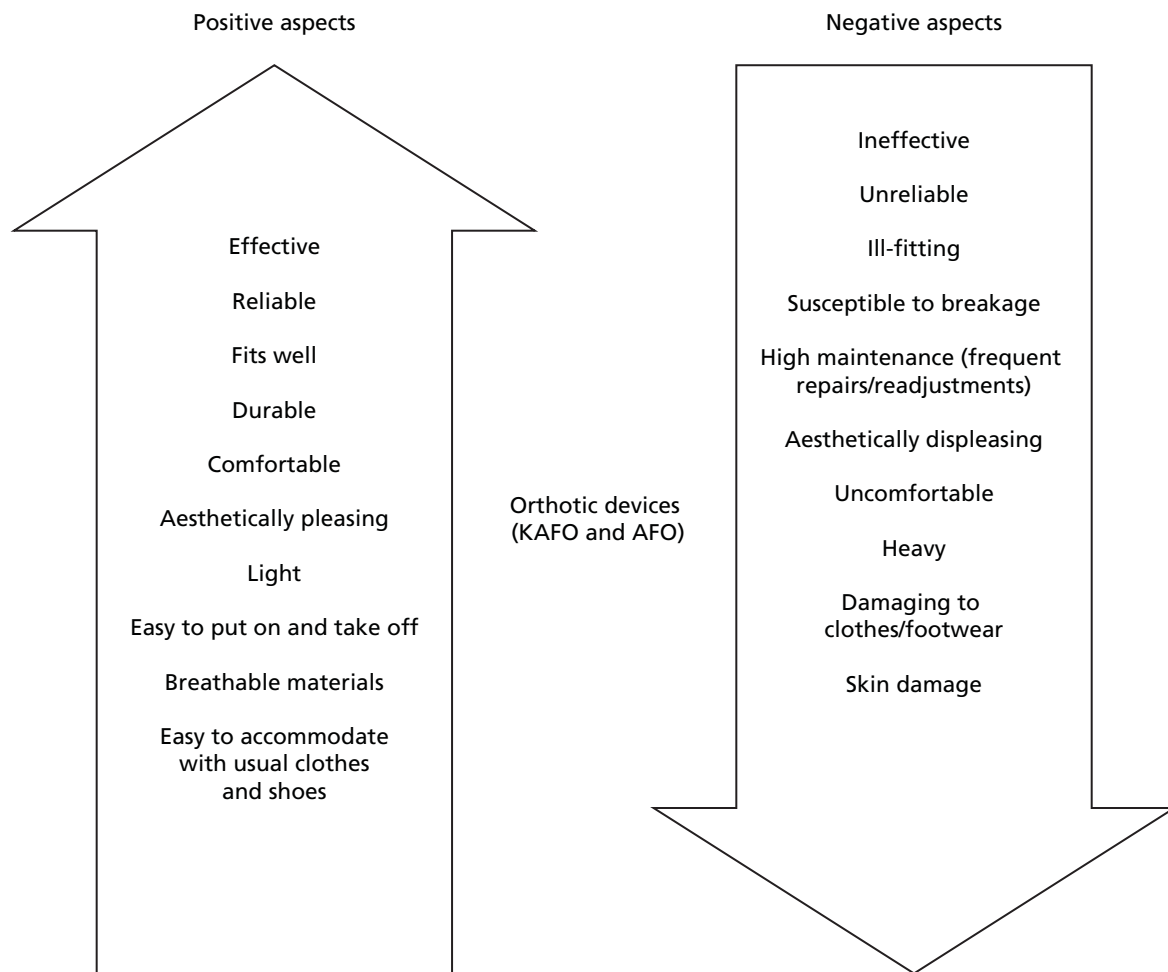 Positive aspects
Effective
Reliable
Fits well
Durable
Comfortable
Aesthetically pleasing
Light
Easy to put on and take off
Breathable materials
Easy to accommodate
with usual clothes
and shoes
Orthotic devices
(KAFO and AFO)
Negative aspects
Ineffective
Unreliable
Ill-fitting
Susceptible to breakage
High maintenance (frequent
repairs/readjustments)
Aesthetically displeasing
Uncomfortable
Heavy
Damaging to
clothes/footwear
Skin damage